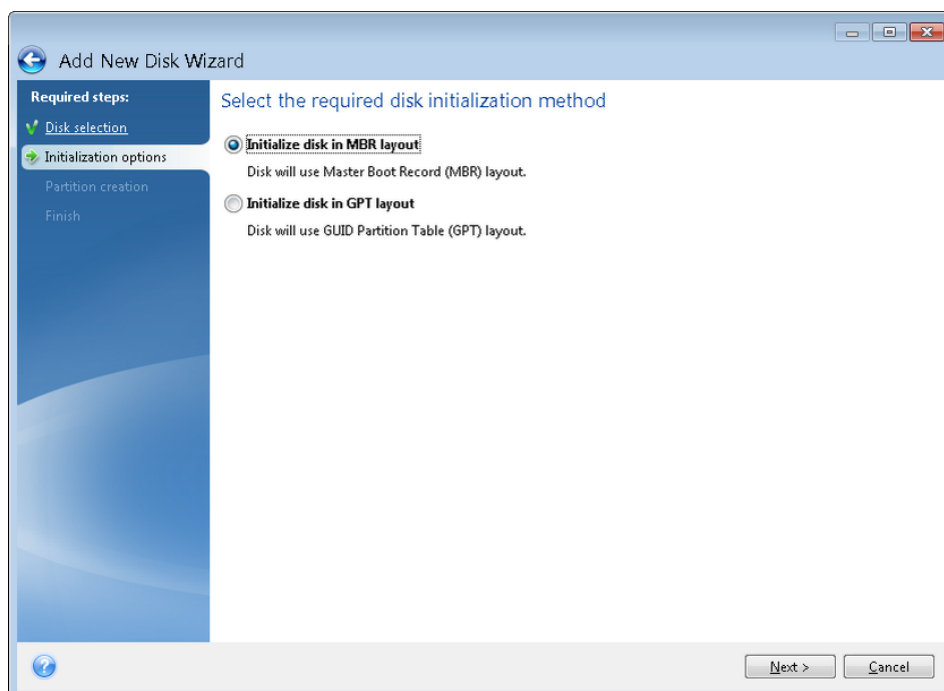 Add New Disk Wizard
Required steps:
Disk selection
Initialization options
Partition creation
Finish
Select the required disk initialization method
Initialize disk in MBR layout
Disk will use Master Boot Record (MBR) layout.
Initialize disk in GPT layout
Disk will use GUID Partition Table (GPT) layout.
?
Next >
Cancel